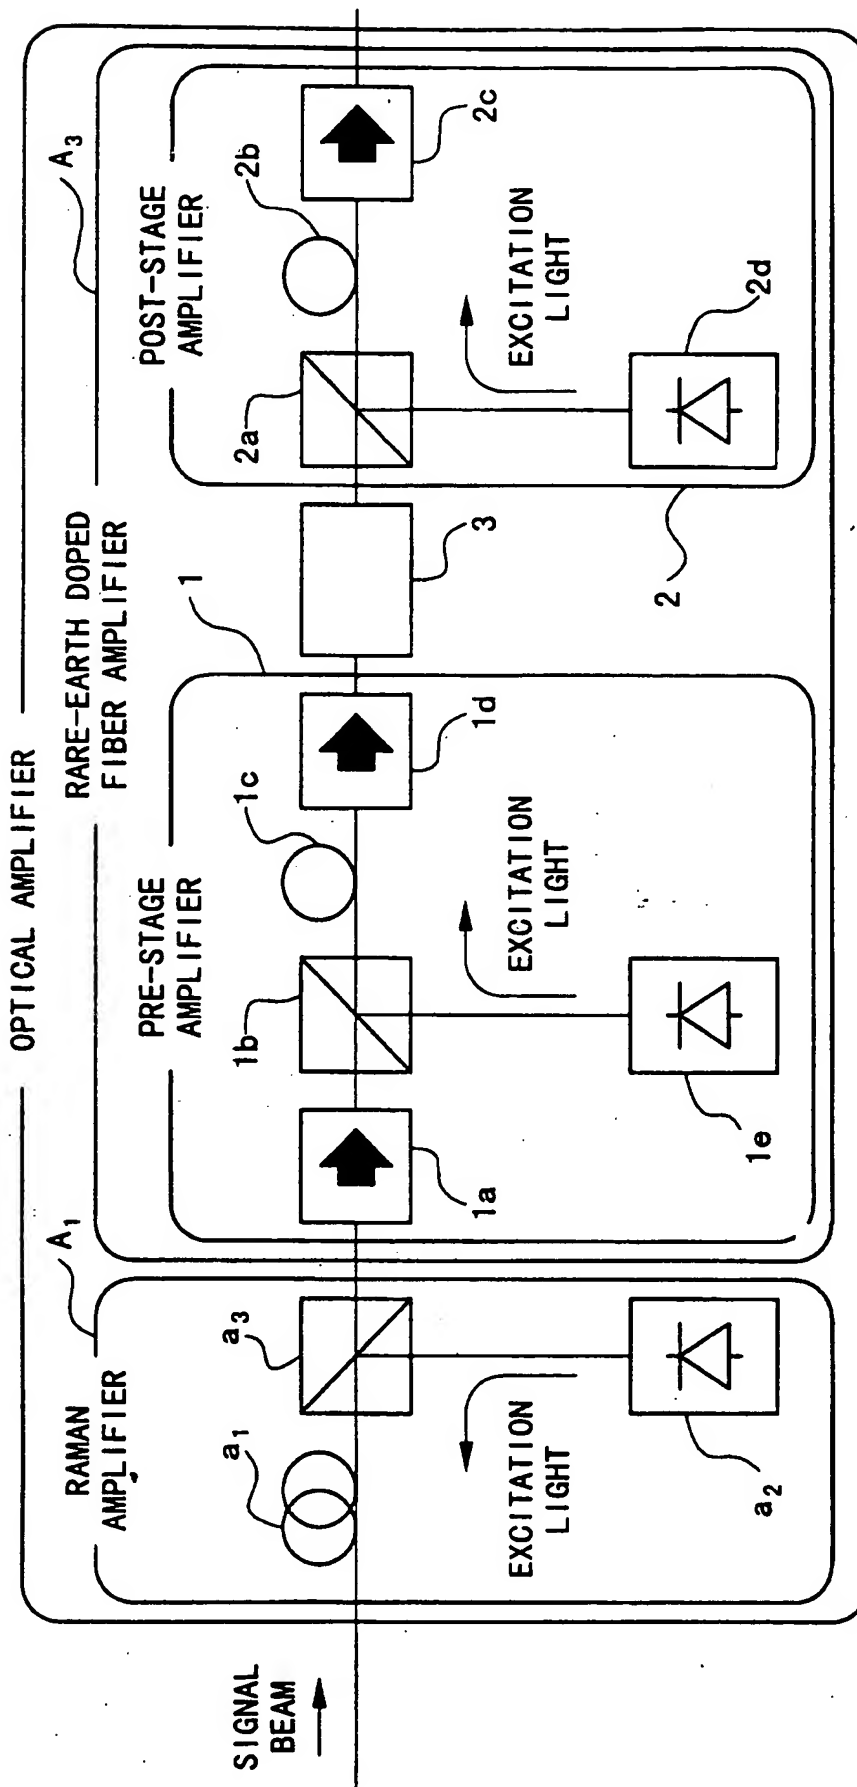 OPTICAL AMPLIFIER
A1
A3
RAMAN
AMPLIFIER
RARE-EARTH DOPED
FIBER AMPLIFIER
PRE-STAGE
AMPLIFIER
1
POST-STAGE
AMPLIFIER
SIGNAL
BEAM
a1
a3
1a
1b
1c
1d
3
2a
2b
2c
EXCITATION
LIGHT
EXCITATION
LIGHT
EXCITATION
LIGHT
a2
1e
2
2d